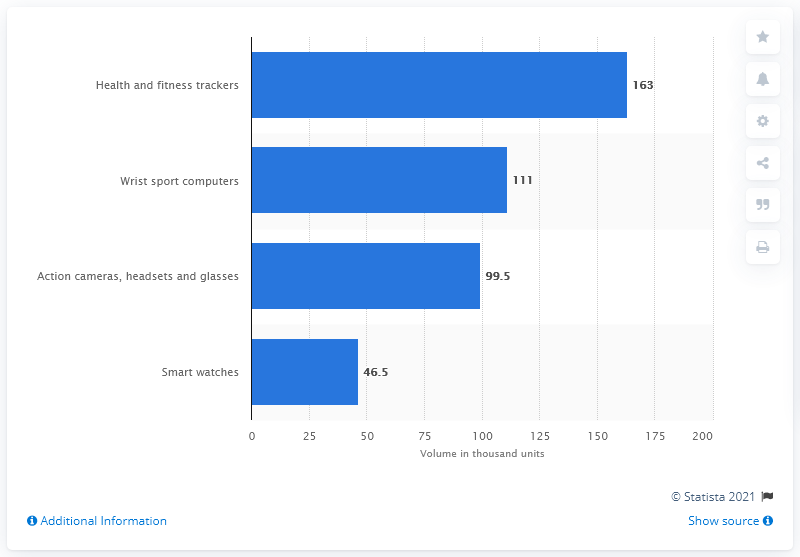 Health and fitness trackers
163
Wrist sport computers
111
Action cameras, headsets and glasses
99.5
Smart watches
46.5
0 25 50 75 100 125 150 175 200
Volume in thousand units
© Statista 2021
Additional Information
Show source